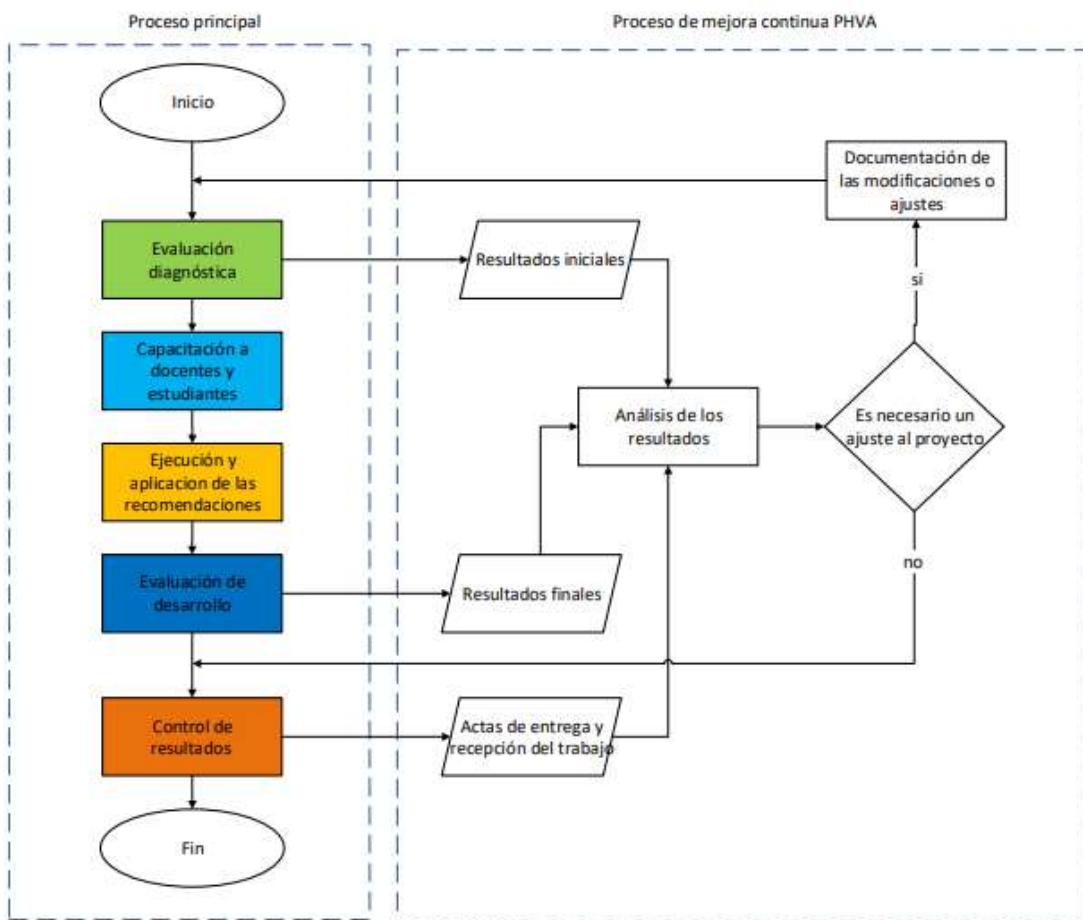 Proceso principal
Proceso de mejora continua PHVA
Inicio
Documentación de
las modificaciones o
ajustes
Evaluación
diagnóstica
Resultados iniciales
si
Capacitación a
docentes y
estudiantes
Análisis de los
resultados
Es necesario un
ajuste al proyecto
Ejecución y
aplicacion de las
recomendaciones
no
Evaluación de
desarrollo
Resultados finales
Control de
resultados
Actas de entrega y
recepción del trabajo
Fin